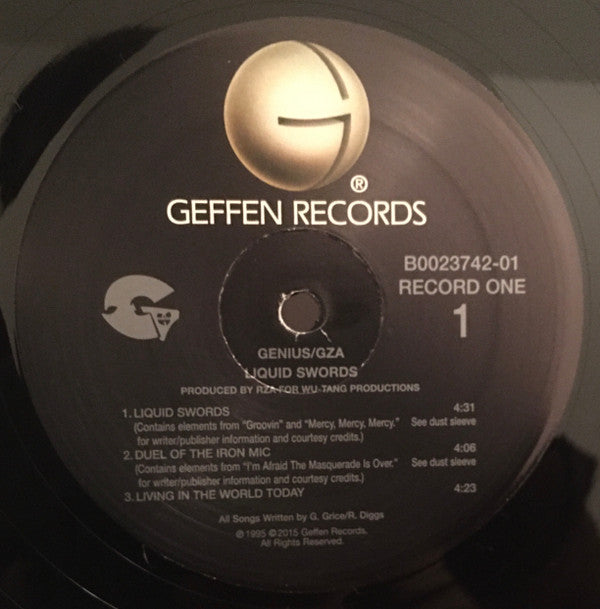 G
®
GEFFEN RECORDS
B0023742-01
RECORD ONE
1
G
GENIUS/GZA
LIQUID SWORDS
PRODUCED BY RZA FOR WU-TANG PRODUCTIONS
1. LIQUID SWORDS 4:31
(Contains elements from "Groovin" and "Mercy, Mercy, Mercy." See dust sleeve
for writer/publisher information and courtesy credits.)
2. DUEL OF THE IRON MIC 4:06
(Contains elements from "I'm Afraid The Masquerade Is Over." See dust sleeve
for writer/publisher information and courtesy credits.)
3. LIVING IN THE WORLD TODAY 4:23
All Songs Written by G. Grice/R. Diggs
℗ 1995 © 2015 Geffen Records,
All Rights Reserved.